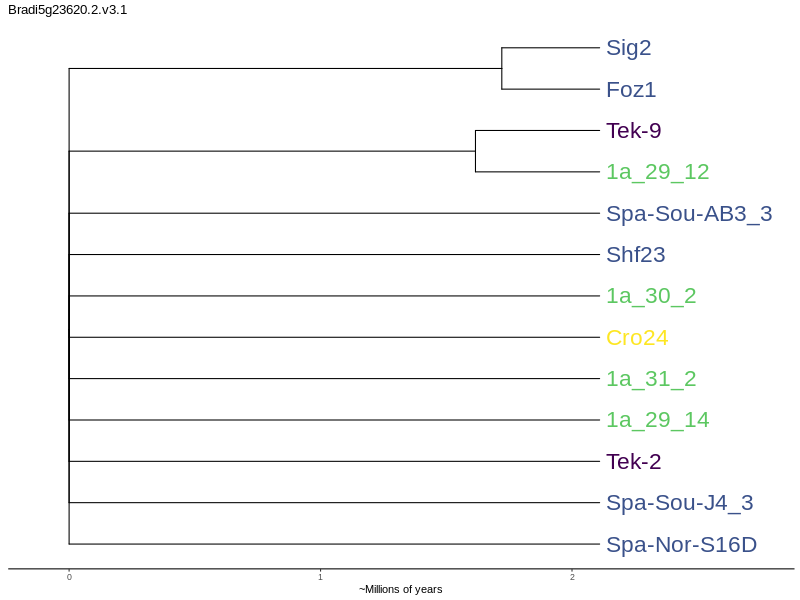 Bradi5g23620.2.v3.1
Sig2
Foz1
Tek-9
1a_29_12
Spa-Sou-AB3_3
Shf23
1a_30_2
Cro24
1a_31_2
1a_29_14
Tek-2
Spa-Sou-J4_3
Spa-Nor-S16D
0 1 2
~Millions of years